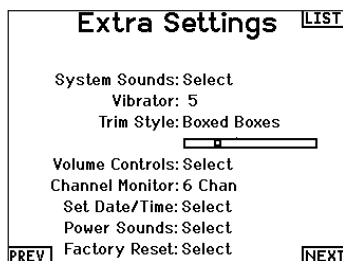 Extra Settings
LIST
System Sounds: Select
Vibrator: 5
Trim Style: Boxed Boxes
Volume Controls: Select
Channel Monitor: 6 Chan
Set Date/Time: Select
Power Sounds: Select
Factory Reset: Select
PREV
NEXT